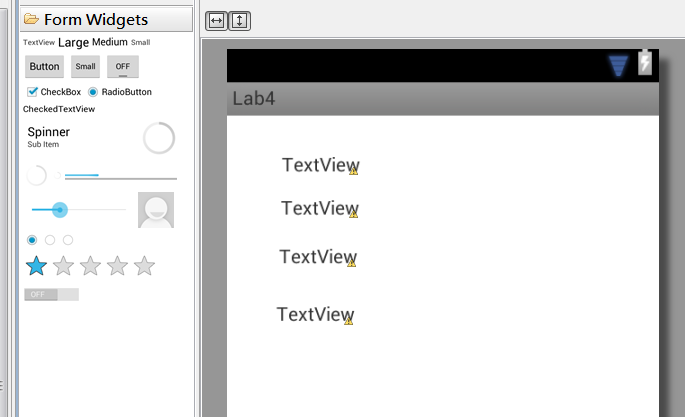 Form Widgets
TextView Large Medium Small
Button Small OFF
CheckBox RadioButton
CheckedTextView
Spinner
Sub Item
OFF
Lab4
TextView
TextView
TextView
TextView